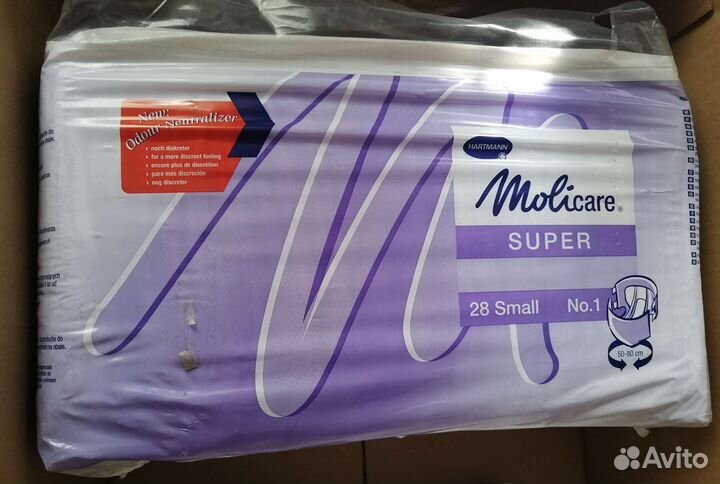 New:
Odour Neutralizer
› noch diskreter
› for a more discreet feeling
› encore plus de discrétion
› para más discreción
› nog discreter
HARTMANN
Molicare®
SUPER
28 Small No.1
50-80 cm
Avito